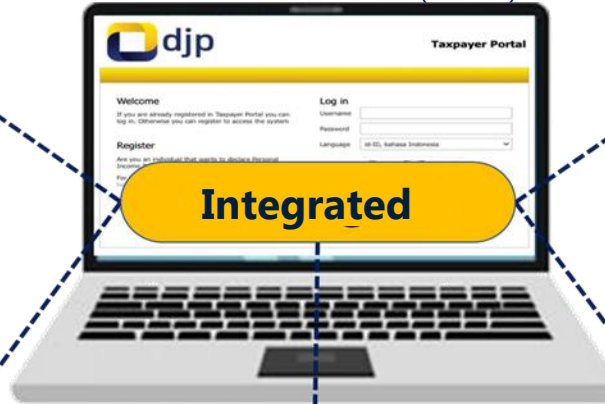 djp
Taxpayer Portal
Welcome
If you are already registered in Taxpayer Portal you can
log in. Otherwise you can register to access the system
Log in
Username
Password
Language
id-ID, bahasa Indonesia
Register
Are you an individual that wants to declare Personal
Income
For
Integrated